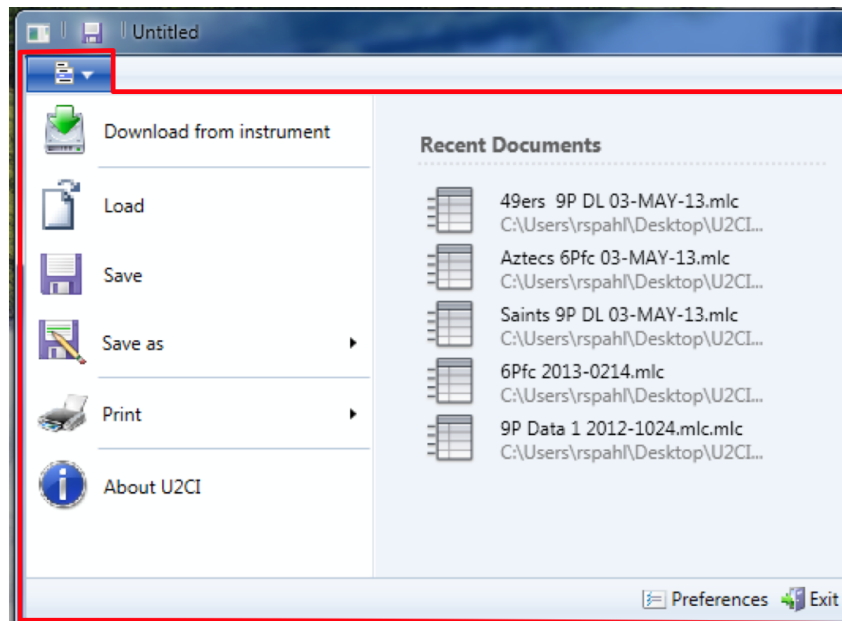 Untitled
Download from instrument
Load
Save
Save as
Print
About U2CI
Recent Documents
49ers  9P DL 03-MAY-13.mlc
C:\Users\rspahl\Desktop\U2CI...
Aztecs 6Pfc 03-MAY-13.mlc
C:\Users\rspahl\Desktop\U2CI...
Saints 9P DL 03-MAY-13.mlc
C:\Users\rspahl\Desktop\U2CI...
6Pfc 2013-0214.mlc
C:\Users\rspahl\Desktop\U2CI...
9P Data 1 2012-1024.mlc.mlc
C:\Users\rspahl\Desktop\U2CI...
Preferences Exit